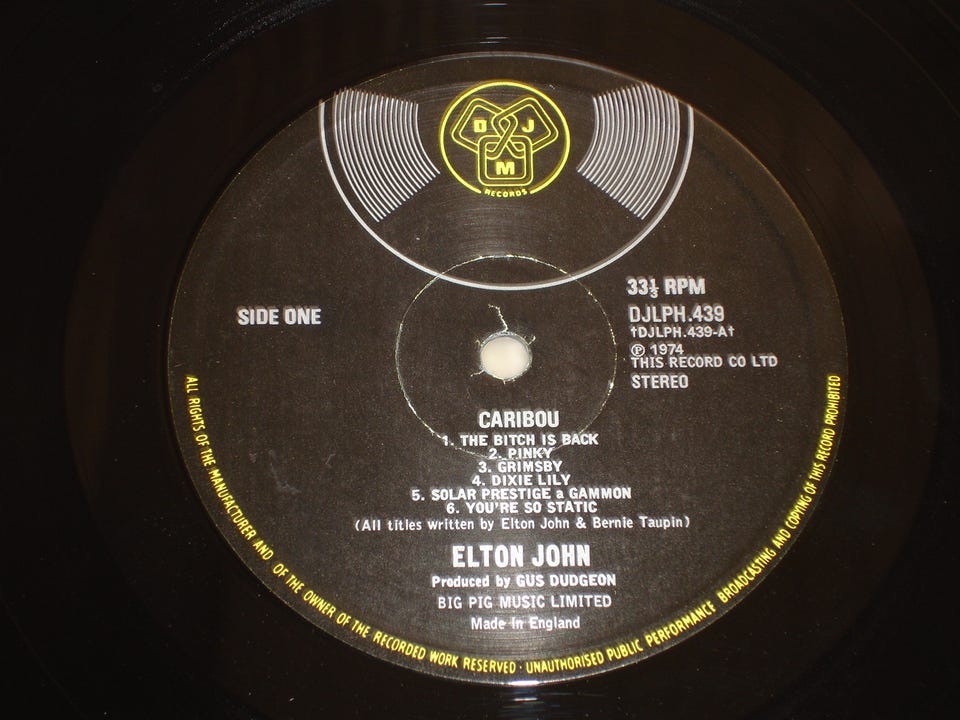 D J
M
RECORDS
33⅓ RPM
SIDE ONE
DJLPH.439
†DJLPH.439-A†
℗ 1974
THIS RECORD CO LTD
STEREO
CARIBOU
1. THE BITCH IS BACK
2. PINKY
3. GRIMSBY
4. DIXIE LILY
5. SOLAR PRESTIGE a GAMMON
6. YOU'RE SO STATIC
(All titles written by Elton John & Bernie Taupin)
ELTON JOHN
Produced by GUS DUDGEON
BIG PIG MUSIC LIMITED
Made in England
ALL RIGHTS OF THE MANUFACTURER AND OF THE OWNER OF THE RECORDED WORK RESERVED · UNAUTHORISED PUBLIC PERFORMANCE BROADCASTING AND COPYING OF THIS RECORD PROHIBITED